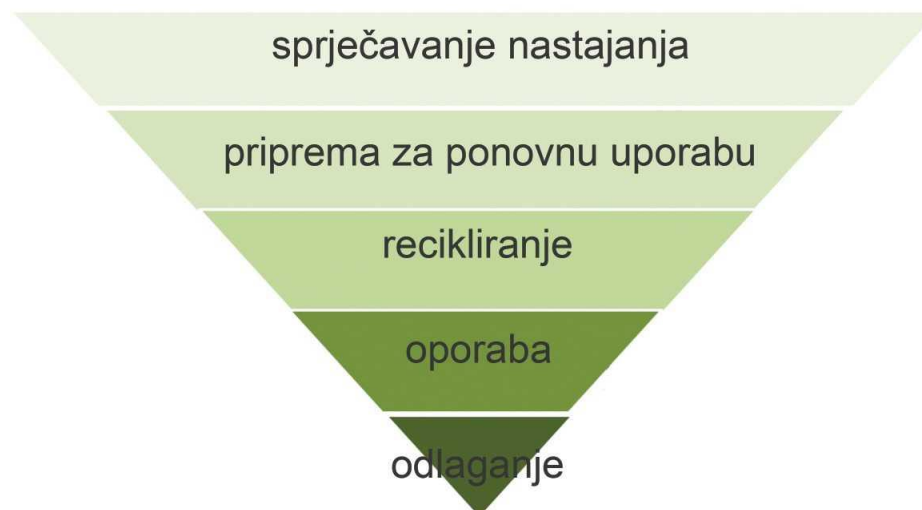 sprječavanje nastajanja
priprema za ponovnu uporabu
recikliranje
oporaba
odlaganje